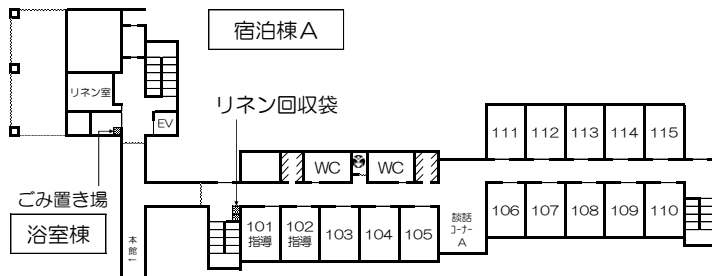 宿泊棟A
リネン室
EV
リネン回収袋
ごみ置き場
浴室棟
本館←
WC
WC
111
112
113
114
115
101
指導
102
指導
103
104
105
談話
コーナー
A
106
107
108
109
110